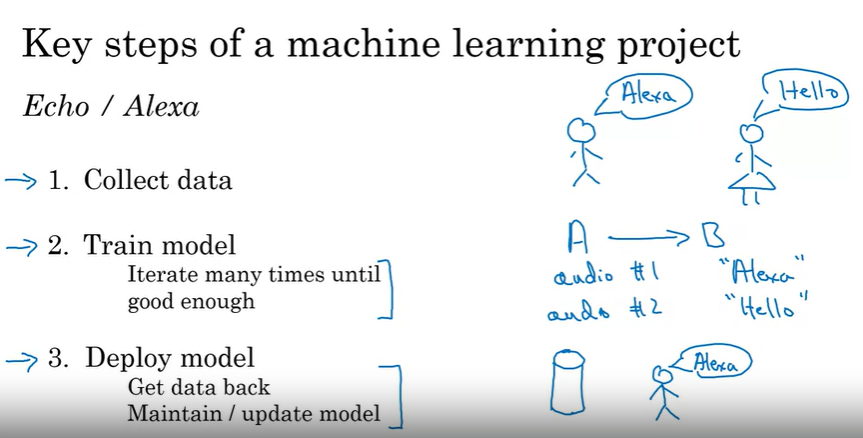 Key steps of a machine learning project
Echo / Alexa
Alexa
Hello
1. Collect data
2. Train model
Iterate many times until
good enough
A → B
audio #1 "Alexa"
audo #2 "Hello"
3. Deploy model
Get data back
Maintain / update model
Alexa